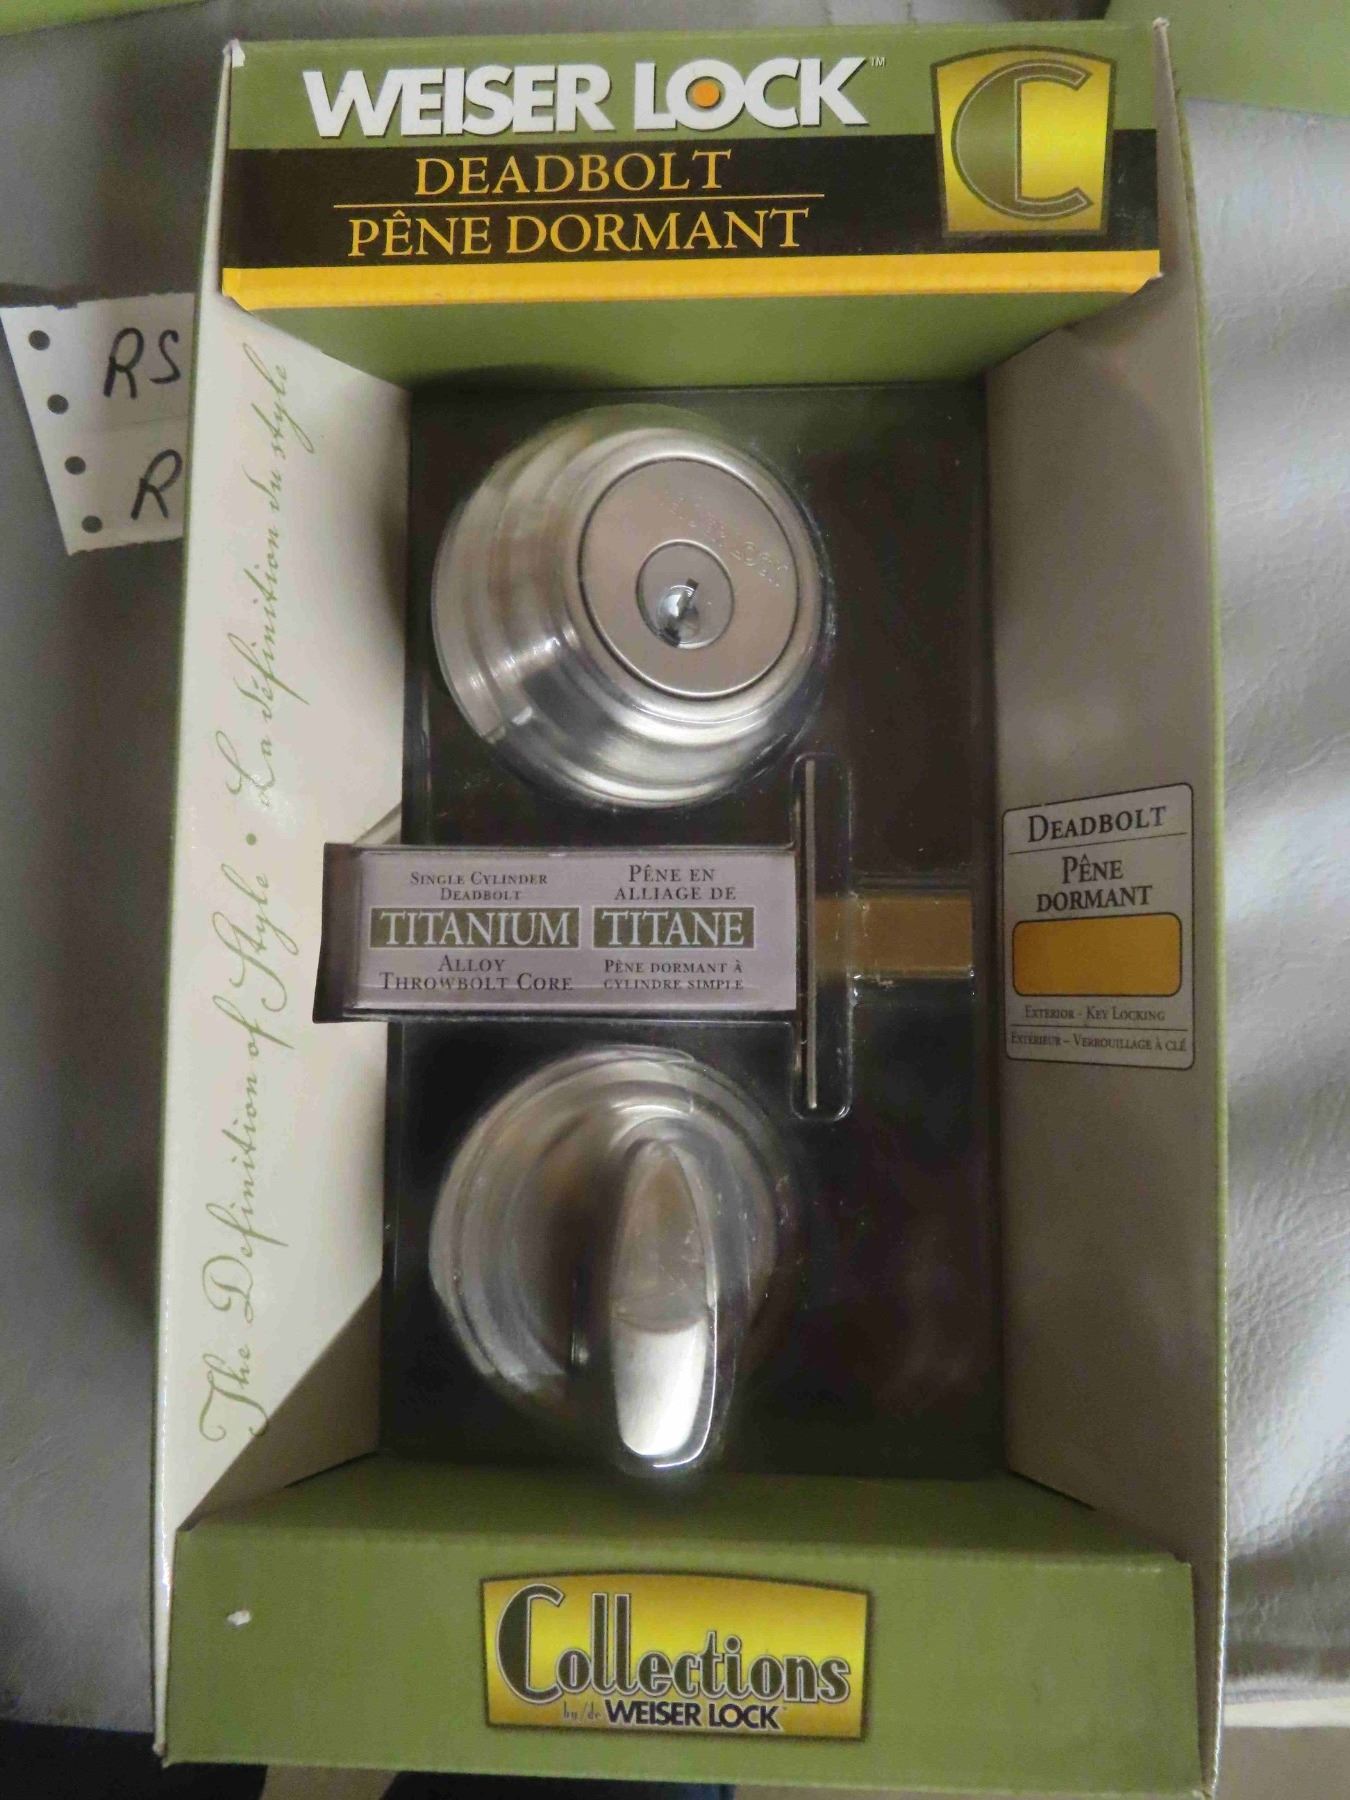 WEISER LOCK™
DEADBOLT
PÊNE DORMANT
C
RS
R
The Definition of Style • La définition du style
SINGLE CYLINDER
DEADBOLT
TITANIUM
ALLOY
THROWBOLT CORE
PÊNE EN
ALLIAGE DE
TITANE
PÊNE DORMANT À
CYLINDRE SIMPLE
DEADBOLT
PÊNE
DORMANT
EXTERIOR - KEY LOCKING
EXTÉRIEUR – VERROUILLAGE À CLÉ
Collections
by/de WEISER LOCK